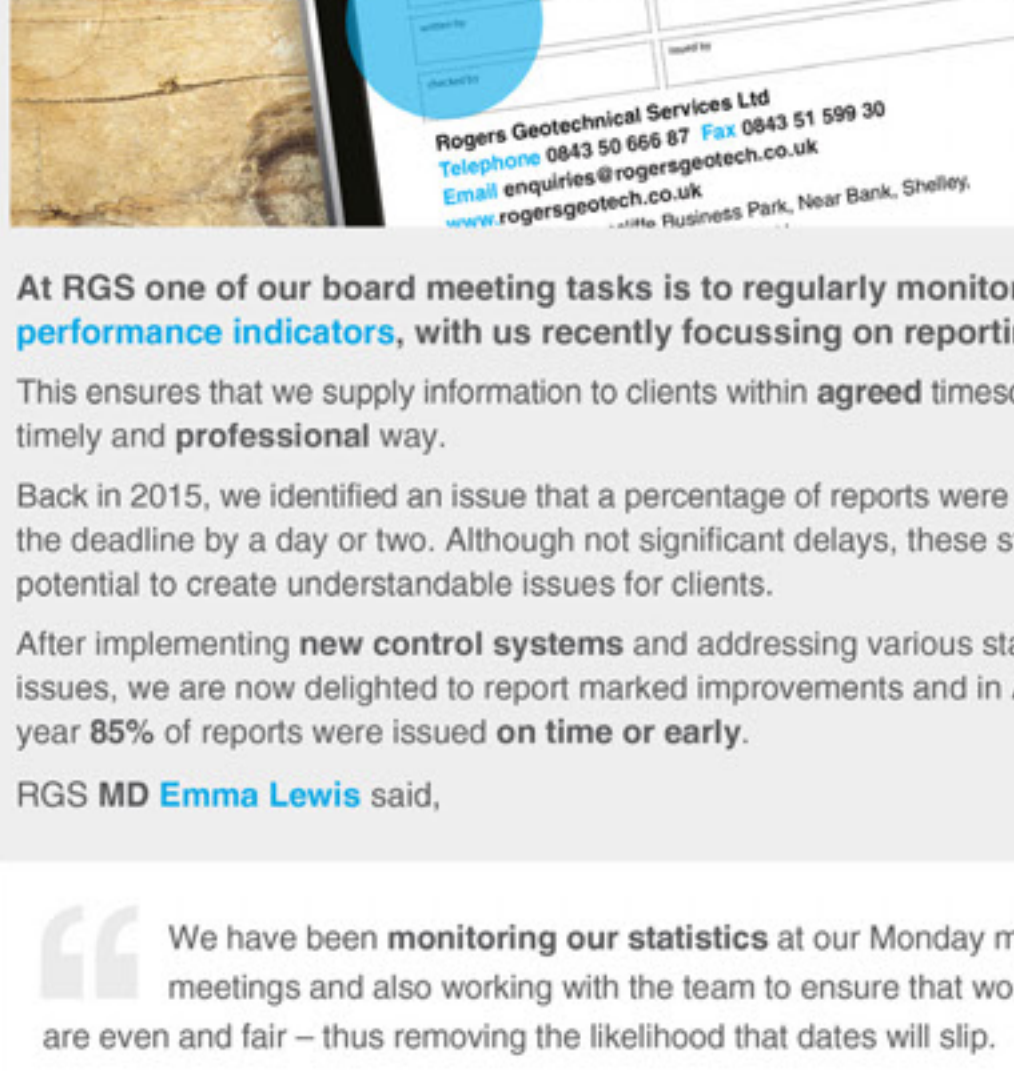 written by
issued by
checked by
Rogers Geotechnical Services Ltd
Telephone 0843 50 666 87 Fax 0843 51 599 30
Email enquiries@rogersgeotech.co.uk
www.rogersgeotech.co.uk
Business Park, Near Bank, Shelley,
At RGS one of our board meeting tasks is to regularly monitor
performance indicators, with us recently focussing on
This ensures that we supply information to clients within agreed
timely and professional way.
Back in 2015, we identified an issue that a percentage of reports were
the deadline by a day or two. Although not significant delays, these
potential to create understandable issues for clients.
After implementing new control systems and addressing various
issues, we are now delighted to report marked improvements and in
year 85% of reports were issued on time or early.
RGS MD Emma Lewis said,
“ We have been monitoring our statistics at our Monday
meetings and also working with the team to ensure that
are even and fair – thus removing the likelihood that dates will slip.